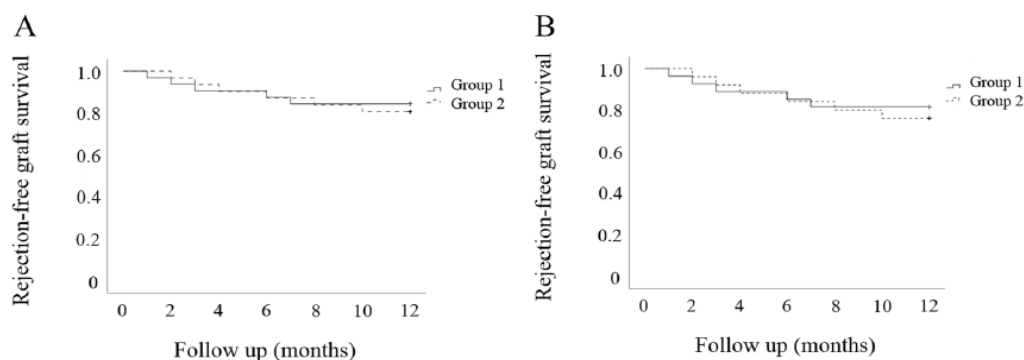 A
Rejection-free graft survival
1.0
0.8
0.6
0.4
0.2
0
0 2 4 6 8 10 12
Follow up (months)
Group 1
Group 2
B
Rejection-free graft survival
1.0
0.8
0.6
0.4
0.2
0
0 2 4 6 8 10 12
Follow up (months)
Group 1
Group 2